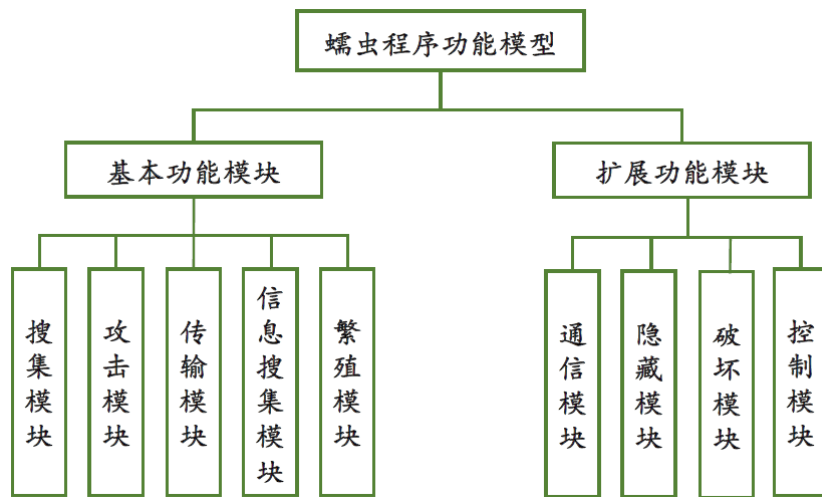 蠕虫程序功能模型
基本功能模块
扩展功能模块
搜集模块
攻击模块
传输模块
信息搜集模块
繁殖模块
通信模块
隐藏模块
破坏模块
控制模块